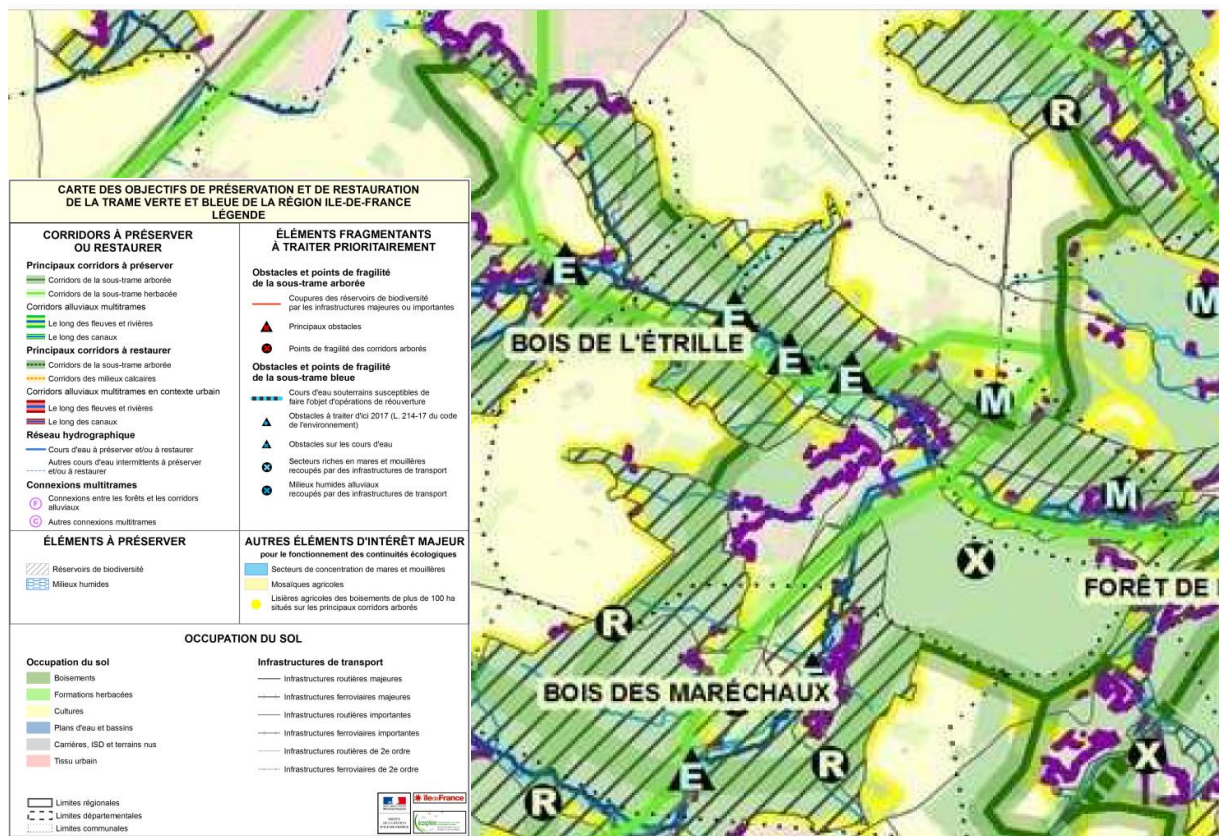 CARTE DES OBJECTIFS DE PRÉSERVATION ET DE RESTAURATION
DE LA TRAME VERTE ET BLEUE DE LA RÉGION ILE-DE-FRANCE
LÉGENDE
CORRIDORS À PRÉSERVER
OU RESTAURER
Principaux corridors à préserver
Corridors de la sous-trame arborée
Corridors de la sous-trame herbacée
Corridors alluviaux multitrames
Le long des fleuves et rivières
Le long des canaux
Principaux corridors à restaurer
Corridors de la sous-trame arborée
Corridors des milieux calcaires
Corridors alluviaux multitrames en contexte urbain
Le long des fleuves et rivières
Le long des canaux
Réseau hydrographique
Cours d'eau à préserver et/ou à restaurer
Autres cours d'eau intermittents à préserver
et/ou à restaurer
Connexions multitrames
F
Connexions entre les forêts et les corridors
alluviaux
C
Autres connexions multitrames
ÉLÉMENTS FRAGMENTANTS
À TRAITER PRIORITAIREMENT
Obstacles et points de fragilité
de la sous-trame arborée
Coupures des réservoirs de biodiversité
par les infrastructures majeures ou importantes
Principaux obstacles
Points de fragilité des corridors arborés
Obstacles et points de fragilité
de la sous-trame bleue
Cours d'eau souterrains susceptibles de
faire l'objet d'opérations de réouverture
Obstacles à traiter d'ici 2017 (L. 214-17 du code
de l'environnement)
Obstacles sur les cours d'eau
Secteurs riches en mares et mouillères
recoupés par des infrastructures de transport
Milieux humides alluviaux
recoupés par des infrastructures de transport
ÉLÉMENTS À PRÉSERVER
Réservoirs de biodiversité
Milieux humides
AUTRES ÉLÉMENTS D'INTÉRÊT MAJEUR
pour le fonctionnement des continuités écologiques
Secteurs de concentration de mares et mouillères
Mosaïques agricoles
Lisières agricoles des boisements de plus de 100 ha
situés sur les principaux corridors arborés
OCCUPATION DU SOL
Occupation du sol
Boisements
Formations herbacées
Cultures
Plans d'eau et bassins
Carrières, ISD et terrains nus
Tissu urbain
Infrastructures de transport
Infrastructures routières majeures
Infrastructures ferroviaires majeures
Infrastructures routières importantes
Infrastructures ferroviaires importantes
Infrastructures routières de 2e ordre
Infrastructures ferroviaires de 2e ordre
Limites régionales
Limites départementales
Limites communales
îledeFrance
R
E
M
E
BOIS DE L'ÉTRILLE
E
E
M
M
X
FORÊT DE
R
BOIS DES MARÉCHAUX
E
E
R
R
X